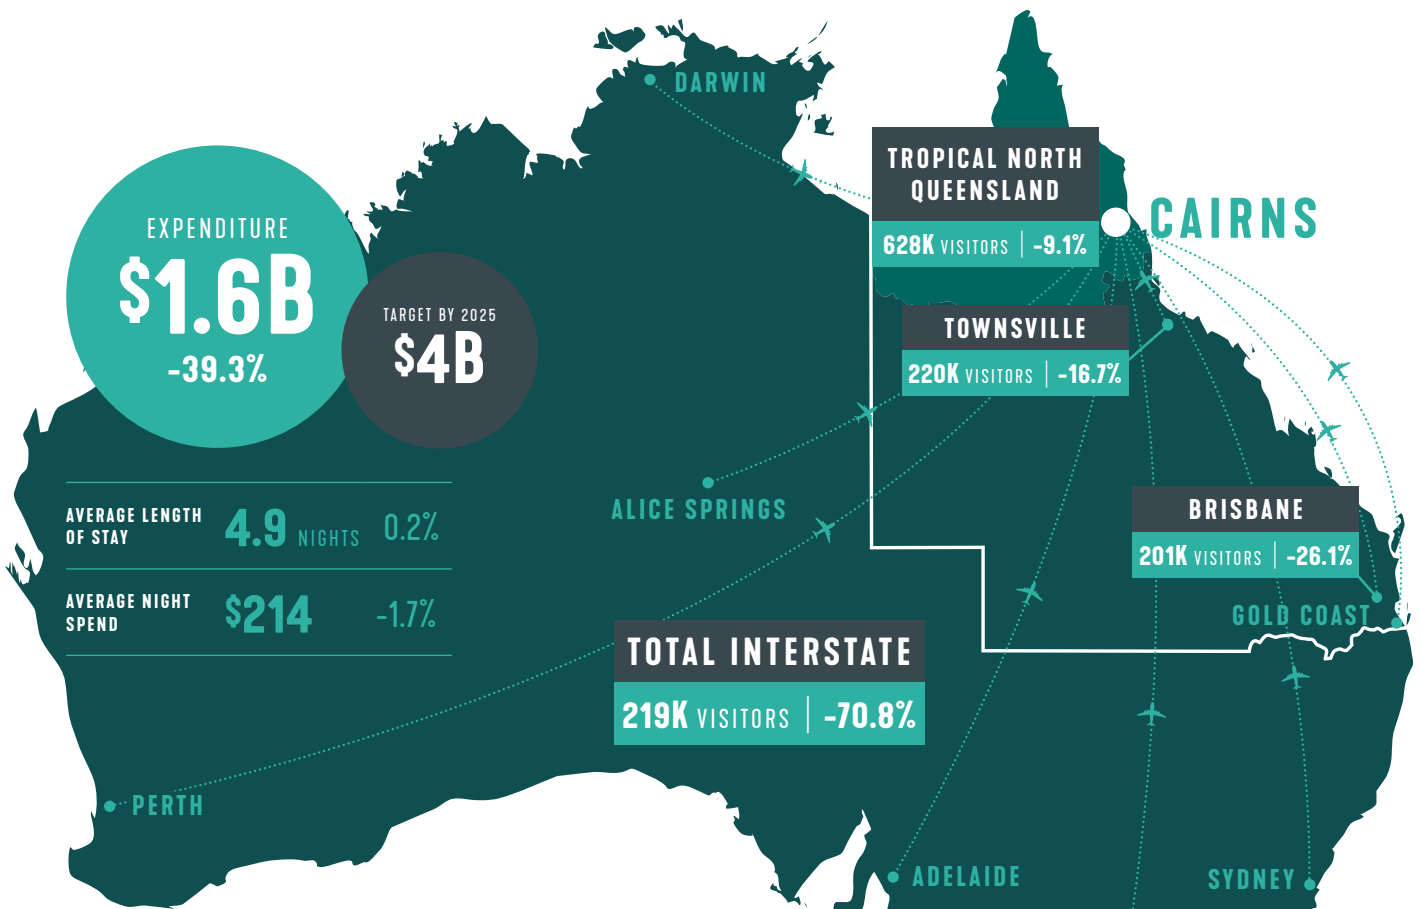 DARWIN
TROPICAL NORTH
QUEENSLAND
628K VISITORS | -9.1%
CAIRNS
EXPENDITURE
$1.6B
-39.3%
TARGET BY 2025
$4B
TOWNSVILLE
220K VISITORS | -16.7%
AVERAGE LENGTH
OF STAY
4.9 NIGHTS 0.2%
ALICE SPRINGS
BRISBANE
201K VISITORS | -26.1%
AVERAGE NIGHT
SPEND
$214 -1.7%
GOLD COAST
TOTAL INTERSTATE
219K VISITORS | -70.8%
PERTH
ADELAIDE
SYDNEY